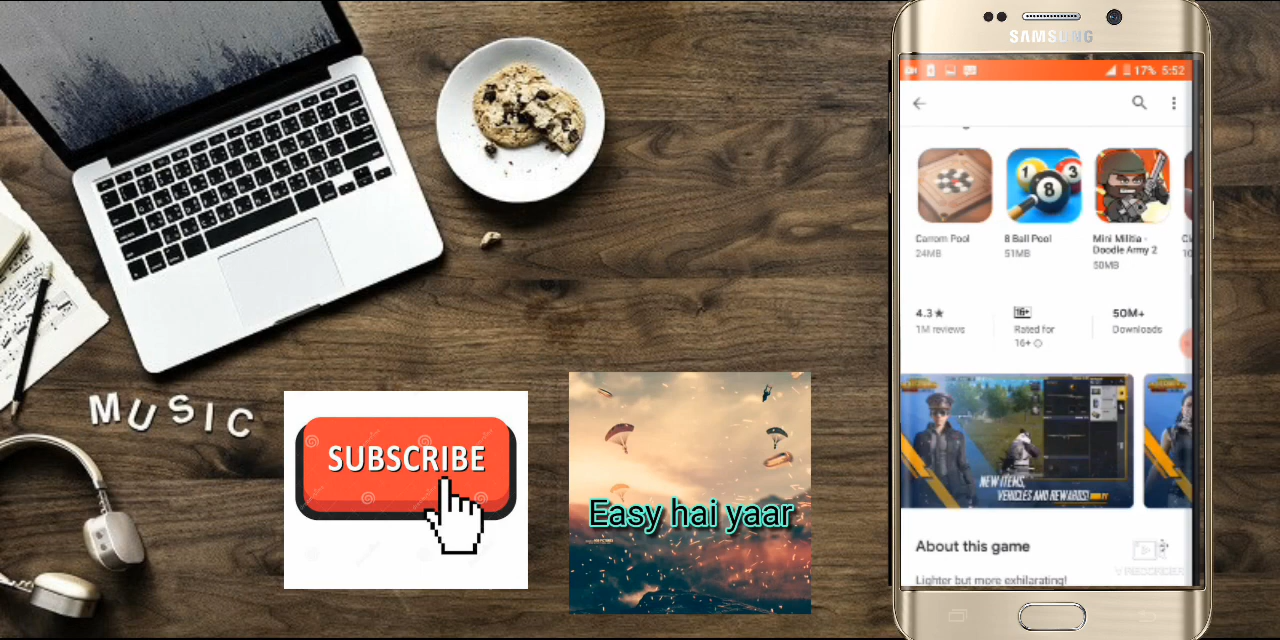 SAMSUNG
17% 5:52
Carrom Pool
24MB
8 Ball Pool
51MB
Mini Militia -
Doodle Army 2
50MB
4.3★
1M reviews
16+
Rated for
16+
50M+
Downloads
NEW ITEMS,
VEHICLES AND REWARDS!
About this game
Lighter but more exhilarating!
MUSIC
SUBSCRIBE
Easy hai yaar